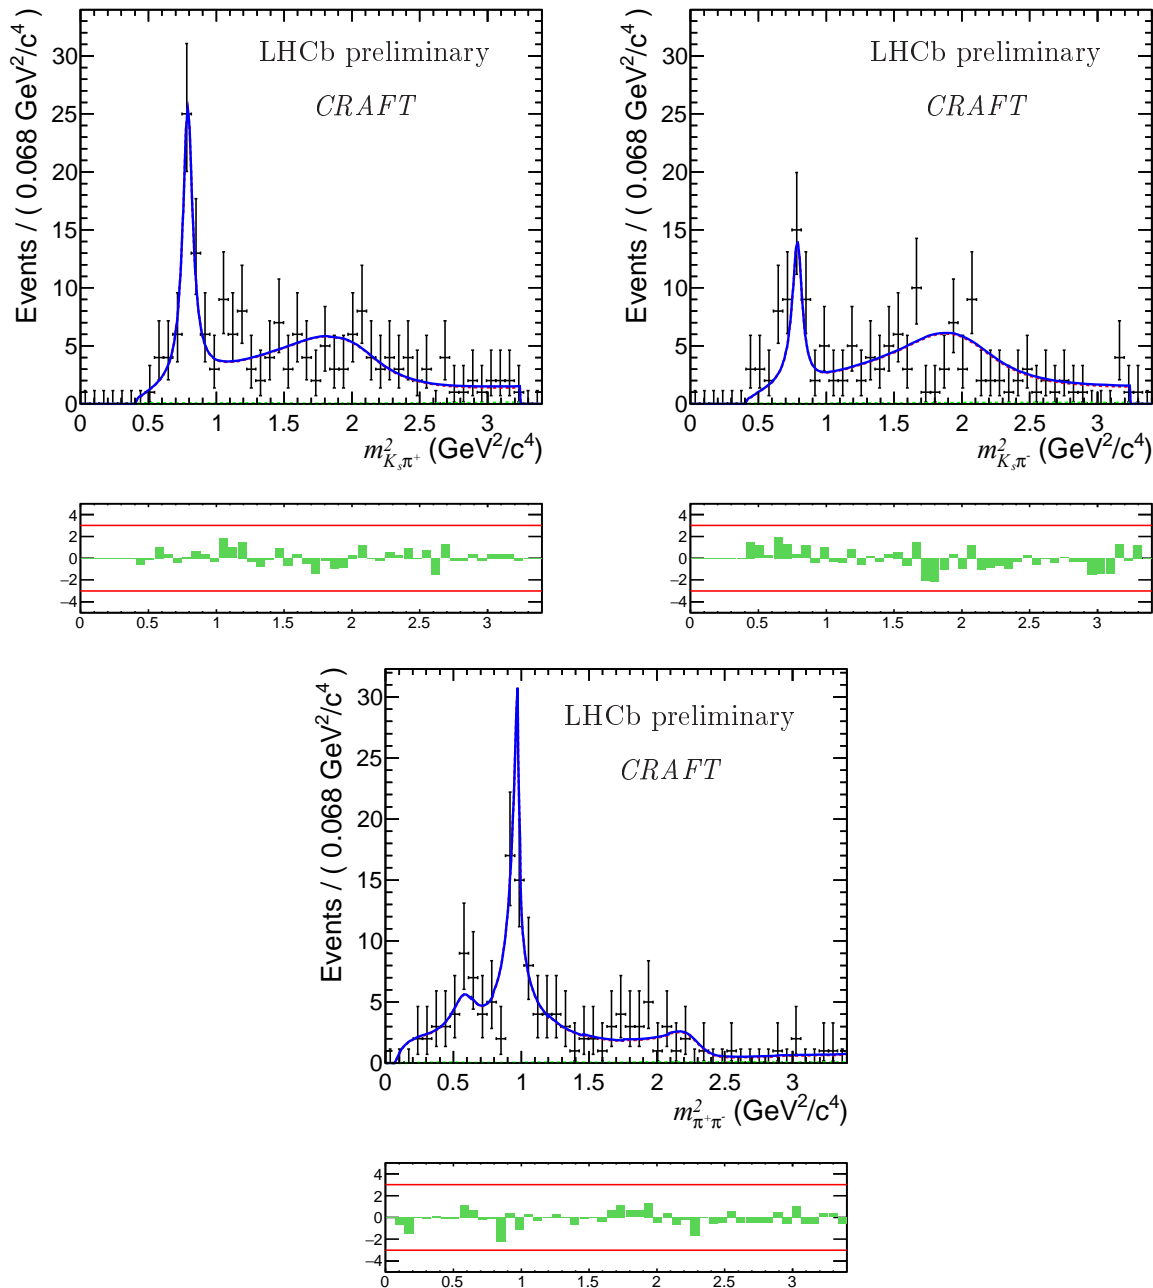 Events / ( 0.068 GeV²/c⁴ )
LHCb preliminary
CRAFT
30
25
20
15
10
5
0
0 0.5 1 1.5 2 2.5 3
m²Ksπ⁺ (GeV²/c⁴)
4
2
0
−2
−4
0 0.5 1 1.5 2 2.5 3
Events / ( 0.068 GeV²/c⁴ )
LHCb preliminary
CRAFT
30
25
20
15
10
5
0
0 0.5 1 1.5 2 2.5 3
m²Ksπ⁻ (GeV²/c⁴)
4
2
0
−2
−4
0 0.5 1 1.5 2 2.5 3
Events / ( 0.068 GeV²/c⁴ )
LHCb preliminary
CRAFT
30
25
20
15
10
5
0
0 0.5 1 1.5 2 2.5 3
m²π⁺π⁻ (GeV²/c⁴)
4
2
0
−2
−4
0 0.5 1 1.5 2 2.5 3